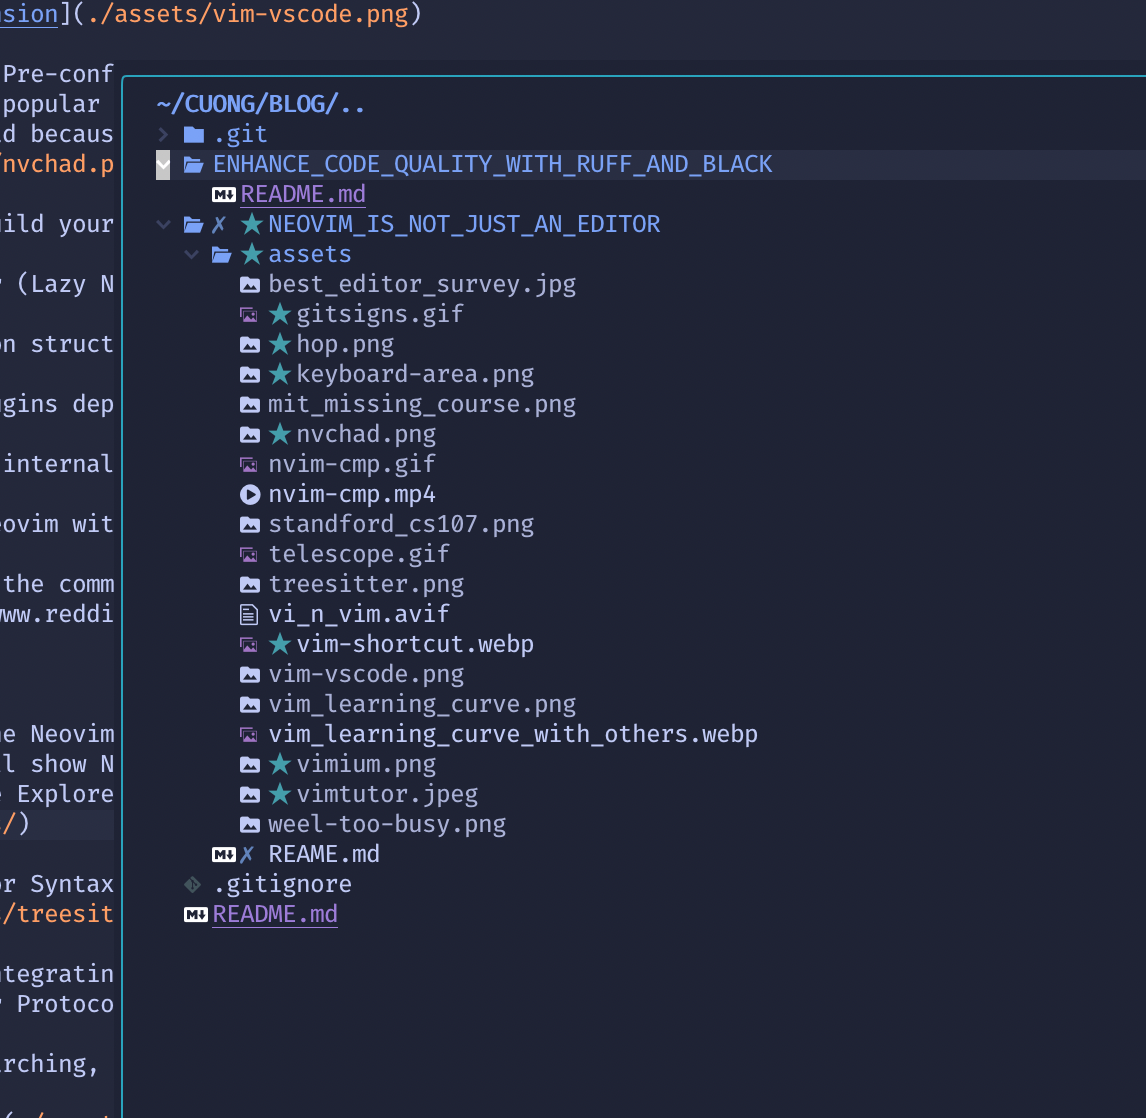 sion](./assets/vim-vscode.png)
Pre-conf
popular
d becaus
nvchad.p
ild your
(Lazy N
n struct
gins dep
internal
ovim wit
the comm
ww.reddi
e Neovim
l show N
Explore
/)
r Syntax
/treesit
tegratin
Protoco
rching,
~/CUONG/BLOG/..
.git
ENHANCE_CODE_QUALITY_WITH_RUFF_AND_BLACK
README.md
✗ ★ NEOVIM_IS_NOT_JUST_AN_EDITOR
★ assets
best_editor_survey.jpg
★ gitsigns.gif
★ hop.png
★ keyboard-area.png
mit_missing_course.png
★ nvchad.png
nvim-cmp.gif
nvim-cmp.mp4
standford_cs107.png
telescope.gif
treesitter.png
vi_n_vim.avif
★ vim-shortcut.webp
vim-vscode.png
vim_learning_curve.png
vim_learning_curve_with_others.webp
★ vimium.png
★ vimtutor.jpeg
weel-too-busy.png
✗ REAME.md
.gitignore
README.md